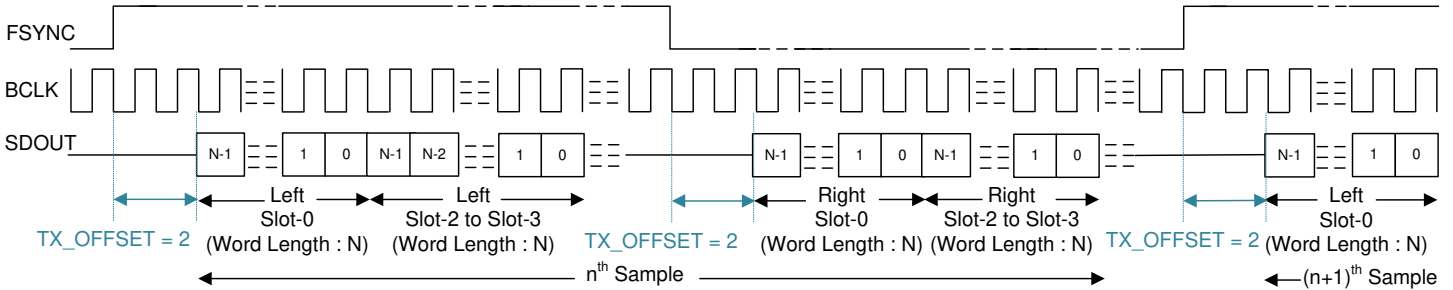 FSYNC
BCLK
SDOUT
N-1 1 0 N-1 N-2 1 0 N-1 1 0 N-1 1 0 N-1 1 0
TX_OFFSET = 2
Left
Slot-0
(Word Length : N)
Left
Slot-2 to Slot-3
(Word Length : N)
TX_OFFSET = 2
Right
Slot-0
(Word Length : N)
Right
Slot-2 to Slot-3
(Word Length : N)
TX_OFFSET = 2
Left
Slot-0
(Word Length : N)
nth Sample
(n+1)th Sample